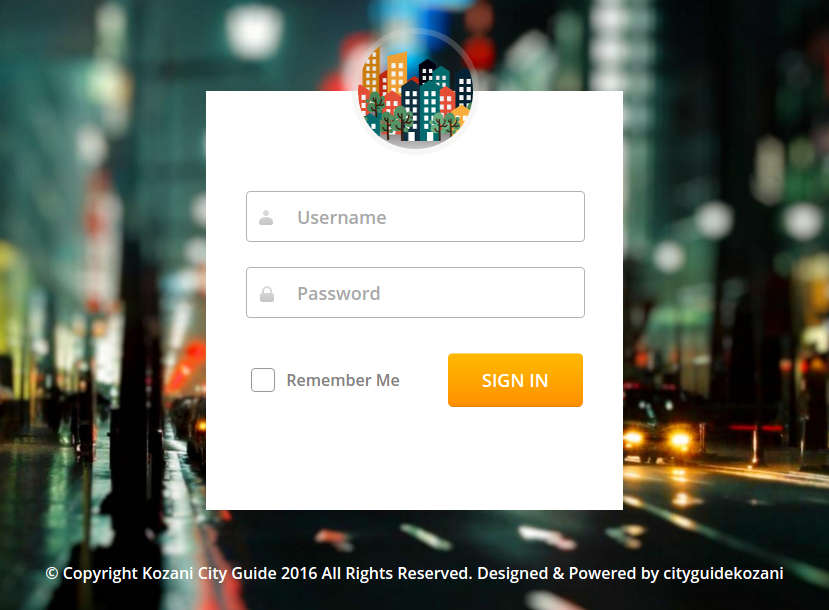 Username
Password
Remember Me
SIGN IN
© Copyright Kozani City Guide 2016 All Rights Reserved. Designed & Powered by cityguidekozani